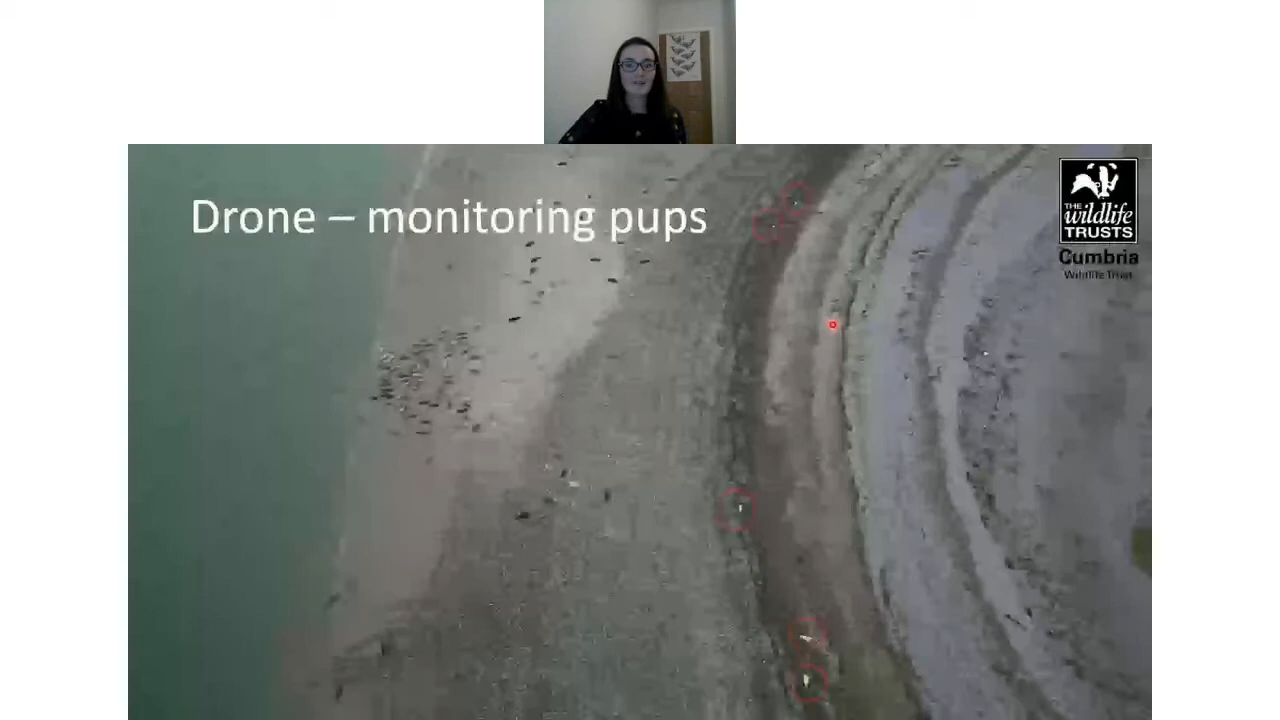 Drone – monitoring pups
THE
wildlife
TRUSTS
Cumbria
Wildlife Trust